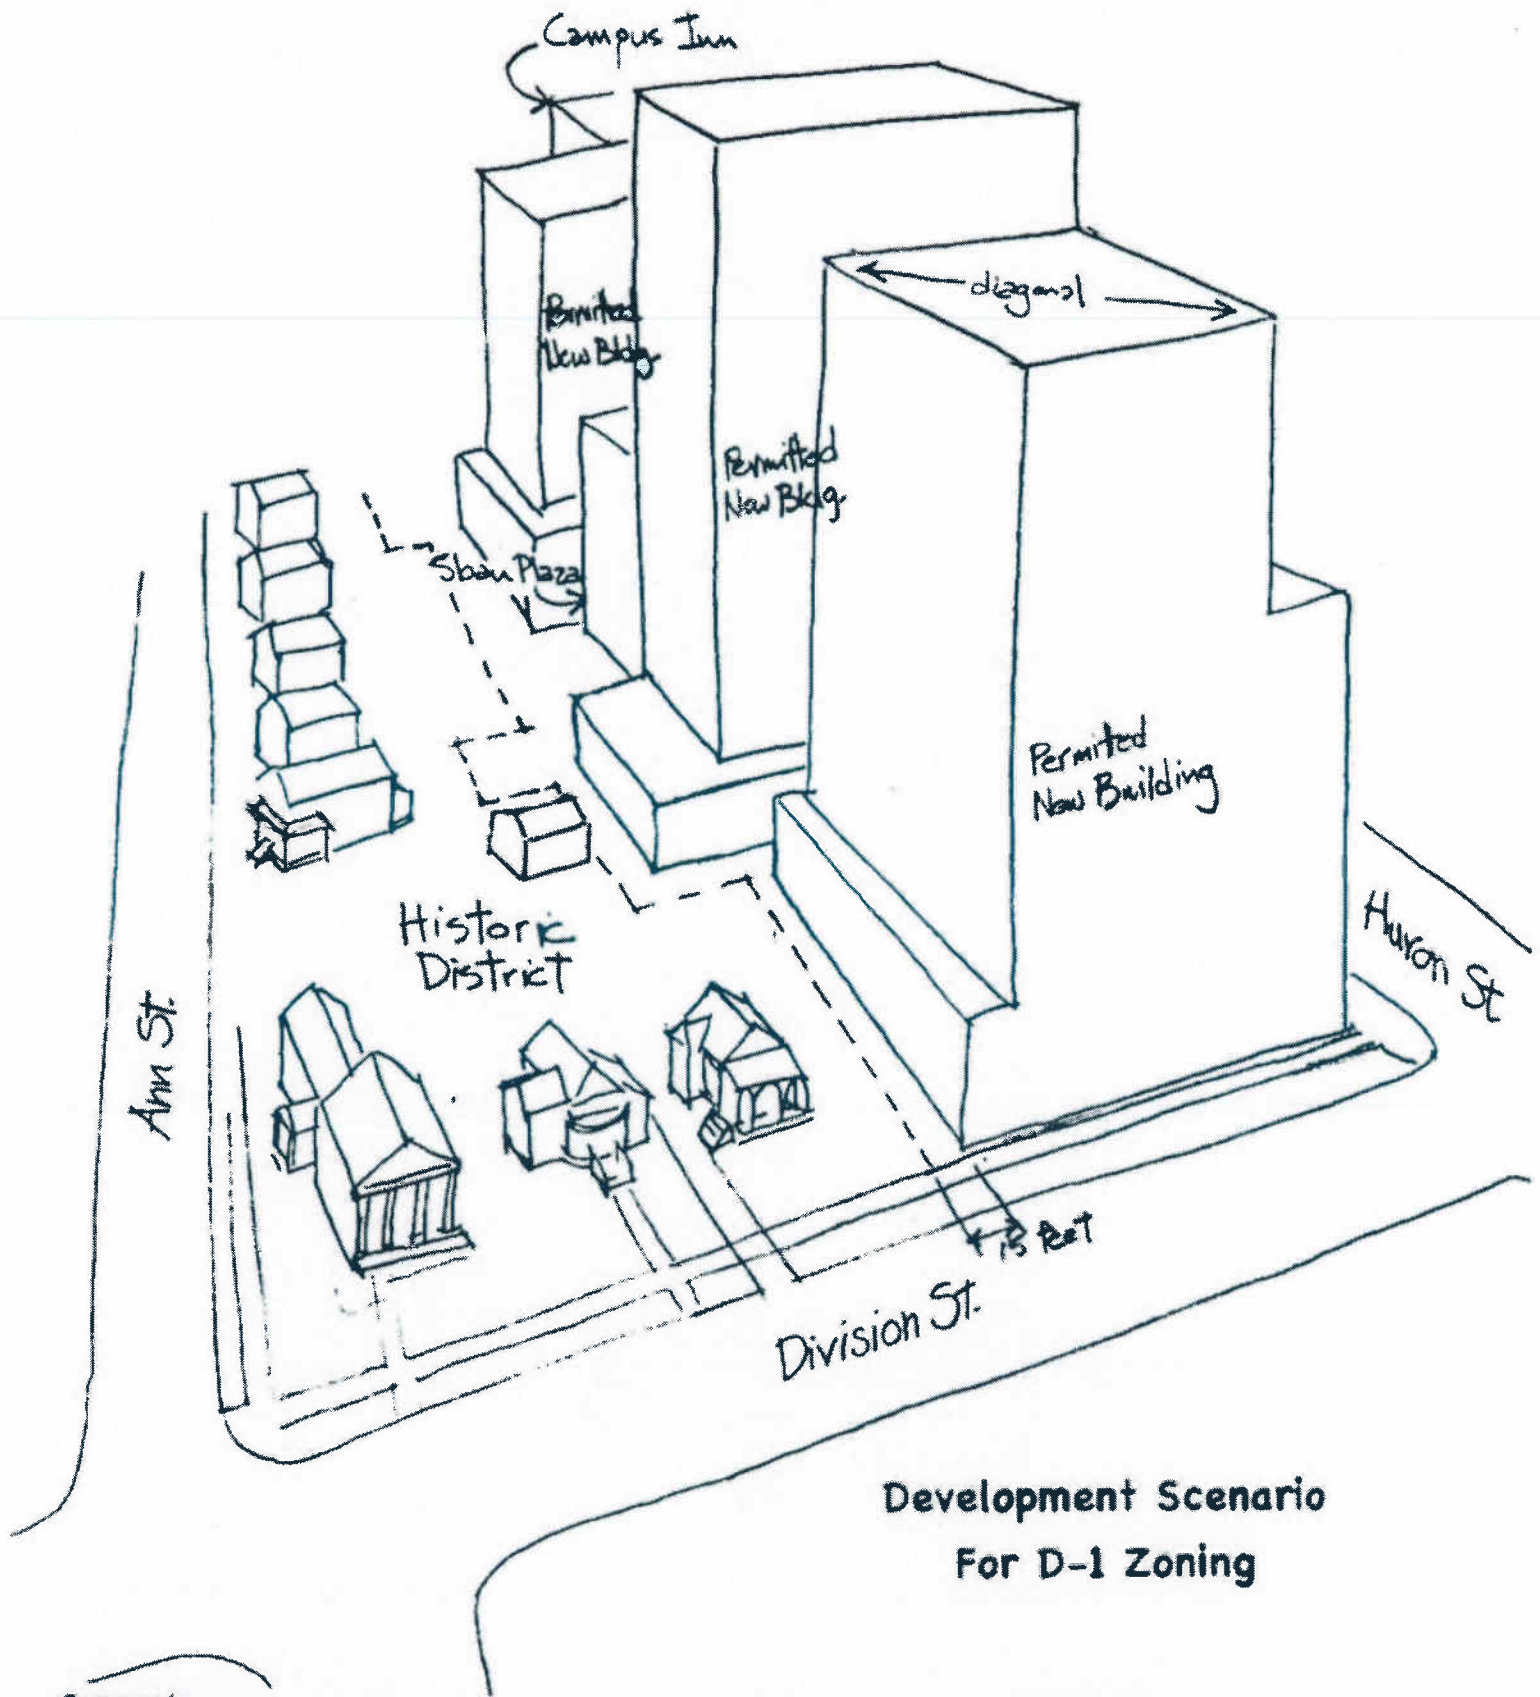 Campus Inn
diagonal
Permitted
New Bldg
Permitted
New Bldg
Sloan Plaza
Permited
New Building
Historic
District
Huron St
Ann St.
15 feet
Division St.
Development Scenario
For D-1 Zoning